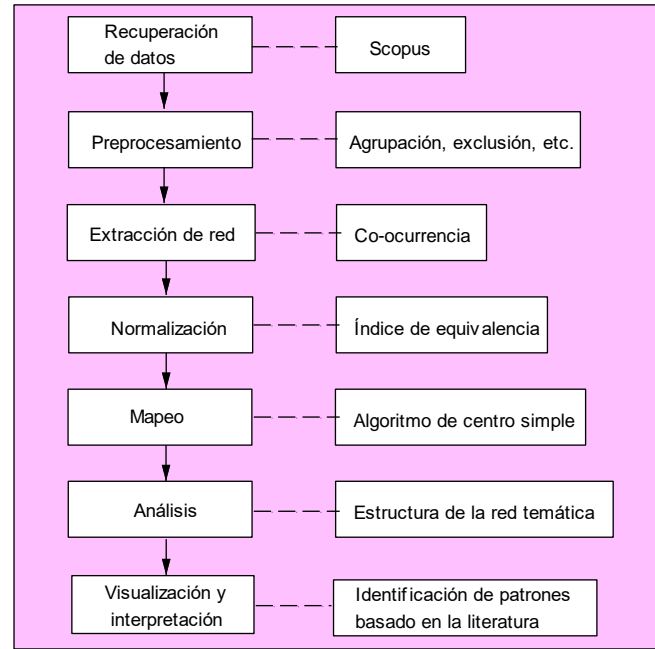 Recuperación
de datos
Scopus
Preprocesamiento
Agrupación, exclusión, etc.
Extracción de red
Co-ocurrencia
Normalización
Índice de equivalencia
Mapeo
Algoritmo de centro simple
Análisis
Estructura de la red temática
Visualización y
interpretación
Identificación de patrones
basado en la literatura